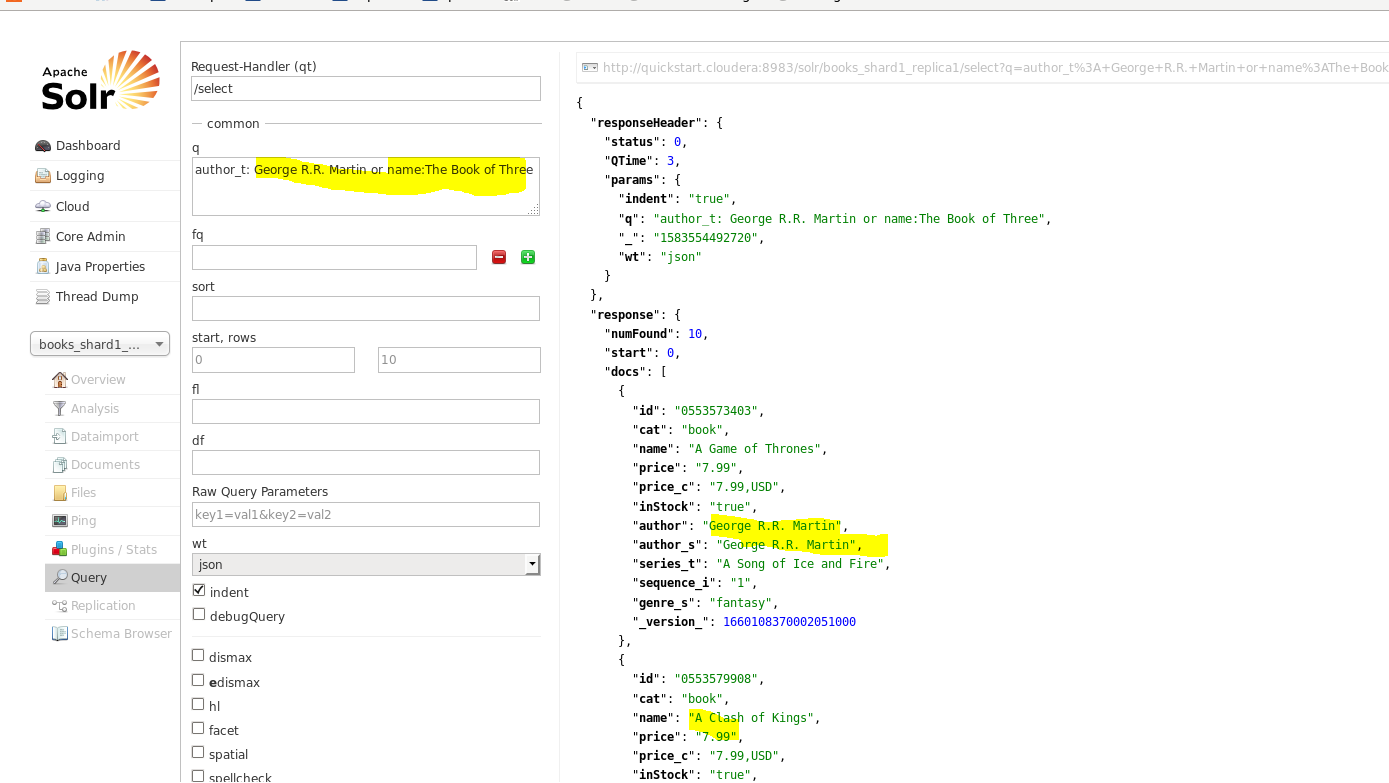 Apache
Solr
Dashboard
Logging
Cloud
Core Admin
Java Properties
Thread Dump
books_shard1_...
Overview
Analysis
Dataimport
Documents
Files
Ping
Plugins / Stats
Query
Replication
Schema Browser
Request-Handler (qt)
/select
common
q
author_t: George R.R. Martin or name:The Book of Three
fq
sort
start, rows
0 10
fl
df
Raw Query Parameters
key1=val1&key2=val2
wt
json
indent
debugQuery
dismax
edismax
hl
facet
spatial
spellcheck
http://quickstart.cloudera:8983/solr/books_shard1_replica1/select?q=author_t%3A+George+R.R.+Martin+or+name%3AThe+Book
{
"responseHeader": {
"status": 0,
"QTime": 3,
"params": {
"indent": "true",
"q": "author_t: George R.R. Martin or name:The Book of Three",
"_": "1583554492720",
"wt": "json"
}
},
"response": {
"numFound": 10,
"start": 0,
"docs": [
{
"id": "0553573403",
"cat": "book",
"name": "A Game of Thrones",
"price": "7.99",
"price_c": "7.99,USD",
"inStock": "true",
"author": "George R.R. Martin",
"author_s": "George R.R. Martin",
"series_t": "A Song of Ice and Fire",
"sequence_i": "1",
"genre_s": "fantasy",
"_version_": 1660108370002051000
},
{
"id": "0553579908",
"cat": "book",
"name": "A Clash of Kings",
"price": "7.99",
"price_c": "7.99,USD",
"inStock": "true",